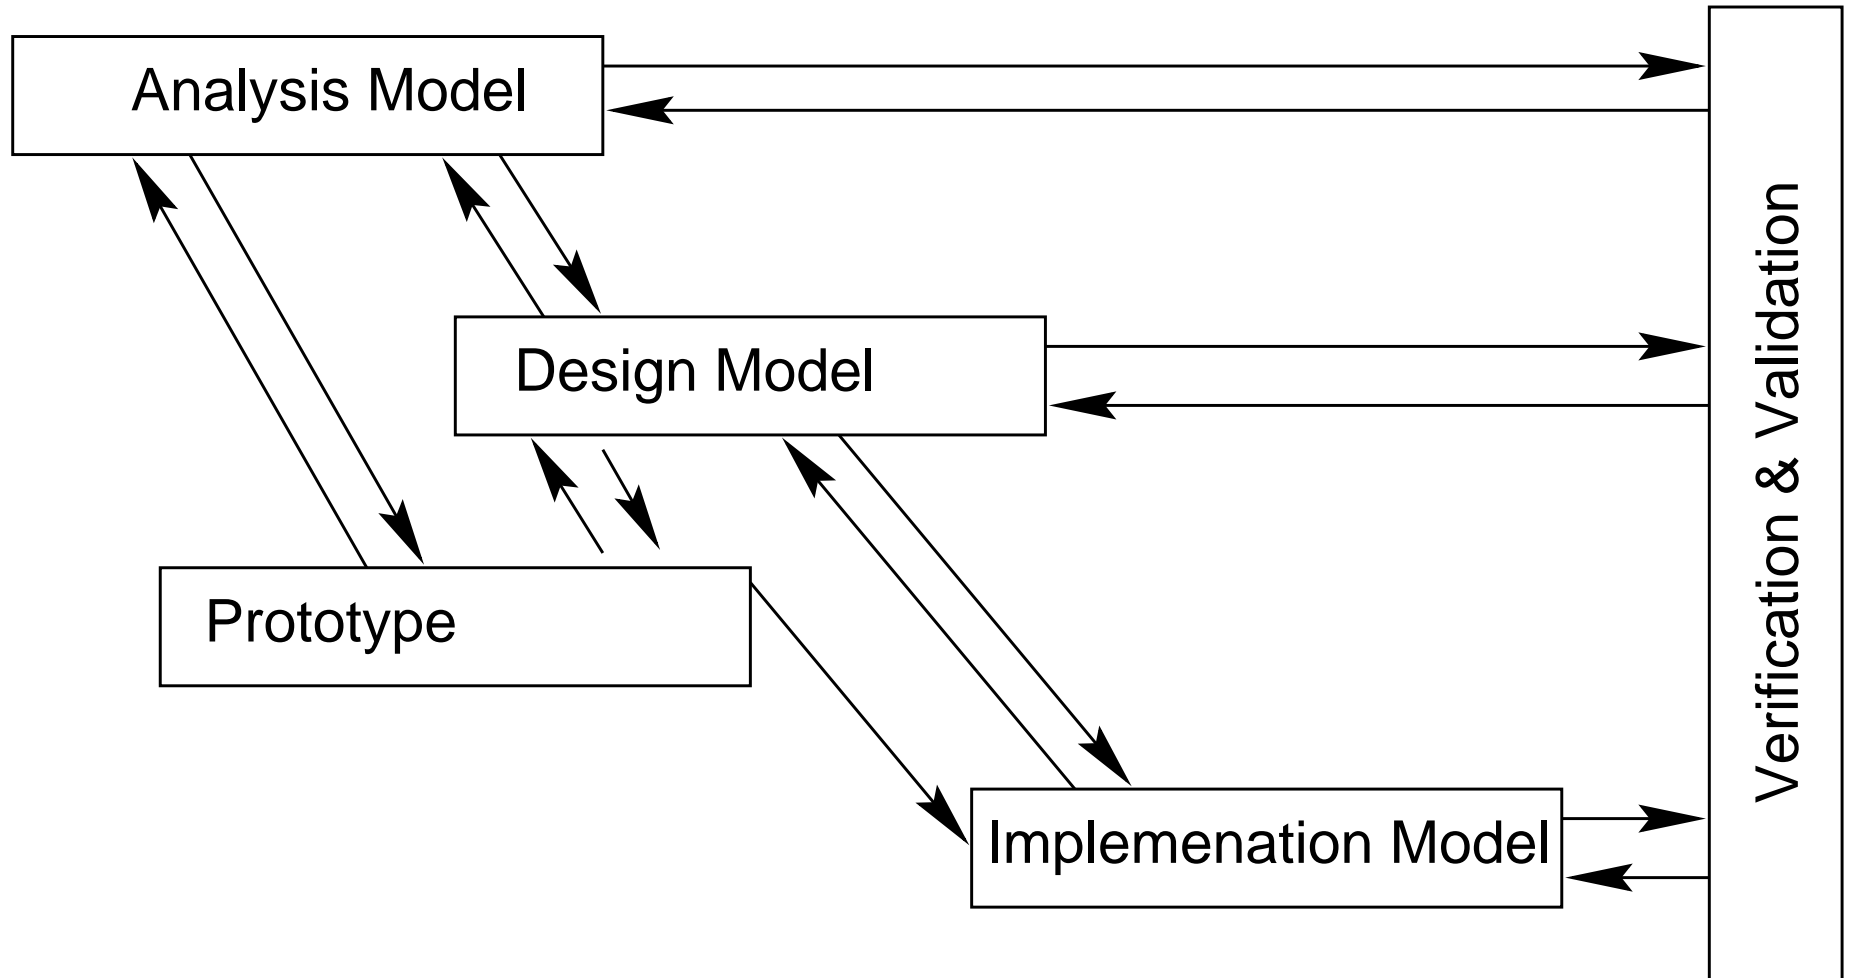 Analysis Model
Design Model
Prototype
Implemenation Model
Verification & Validation